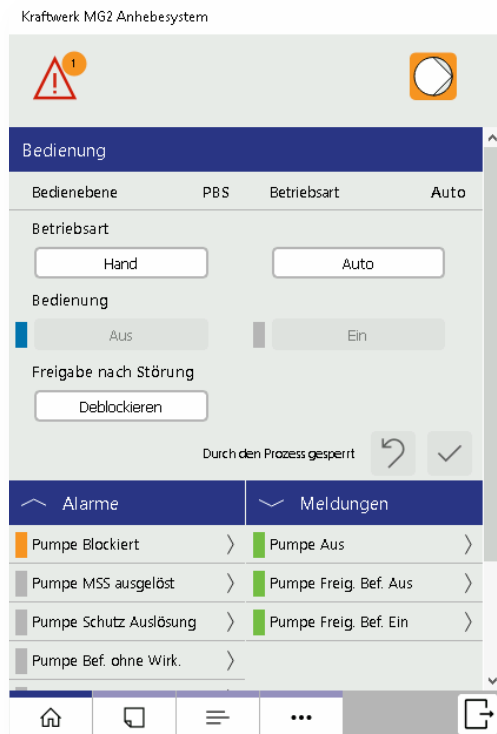 Kraftwerk MG2 Anhebesystem
1
Bedienung
Bedienebene PBS Betriebsart Auto
Betriebsart
Hand Auto
Bedienung
Aus Ein
Freigabe nach Störung
Deblockieren
Durch den Prozess gesperrt
Alarme Meldungen
Pumpe Blockiert Pumpe Aus
Pumpe MSS ausgelöst Pumpe Freig. Bef. Aus
Pumpe Schutz Auslösung Pumpe Freig. Bef. Ein
Pumpe Bef. ohne Wirk.